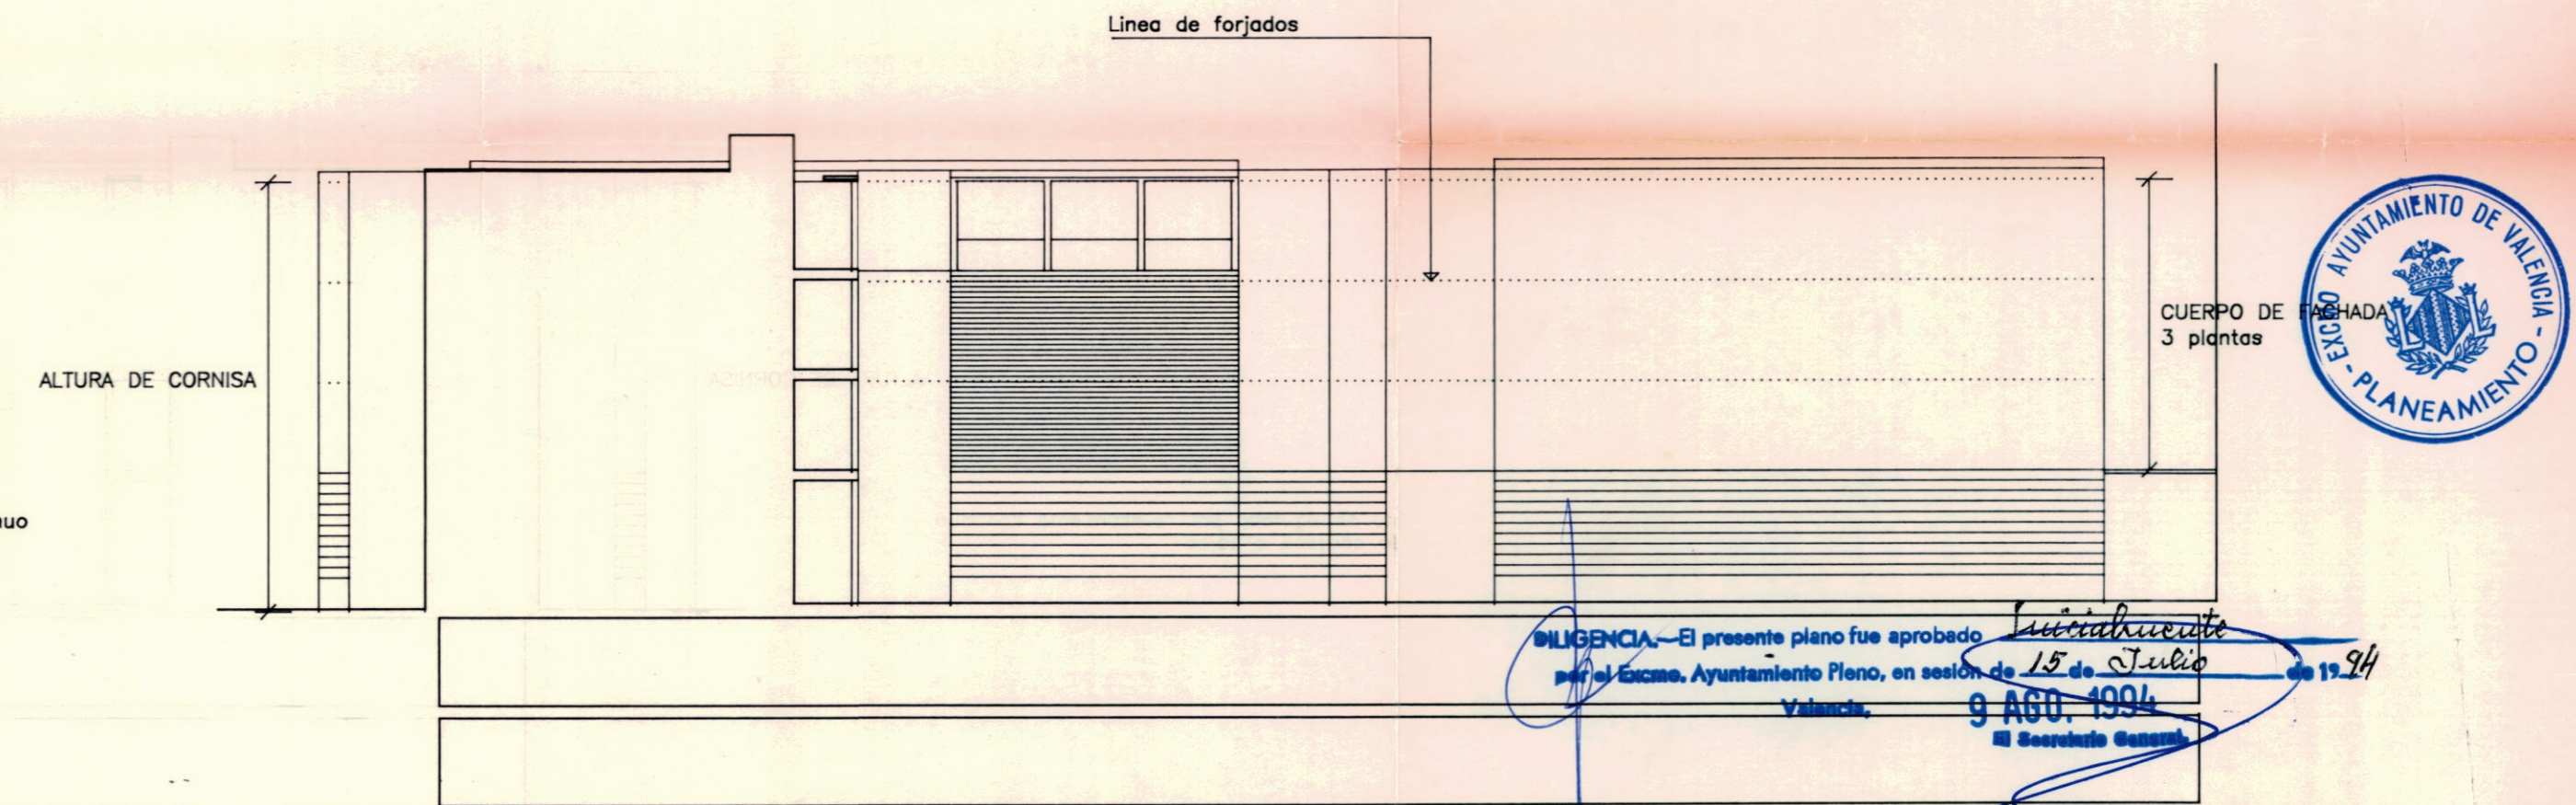 Linea de forjados
ALTURA DE CORNISA
CUERPO DE FACHADA
3 plantas
EXCMO AYUNTAMIENTO DE VALENCIA
- PLANEAMIENTO -
DILIGENCIA.—El presente plano fue aprobado Inicialmente
por el Excmo. Ayuntamiento Pleno, en sesión de 15 de Julio de 1994
Valencia,
9 AGO. 1994
El Secretario General,